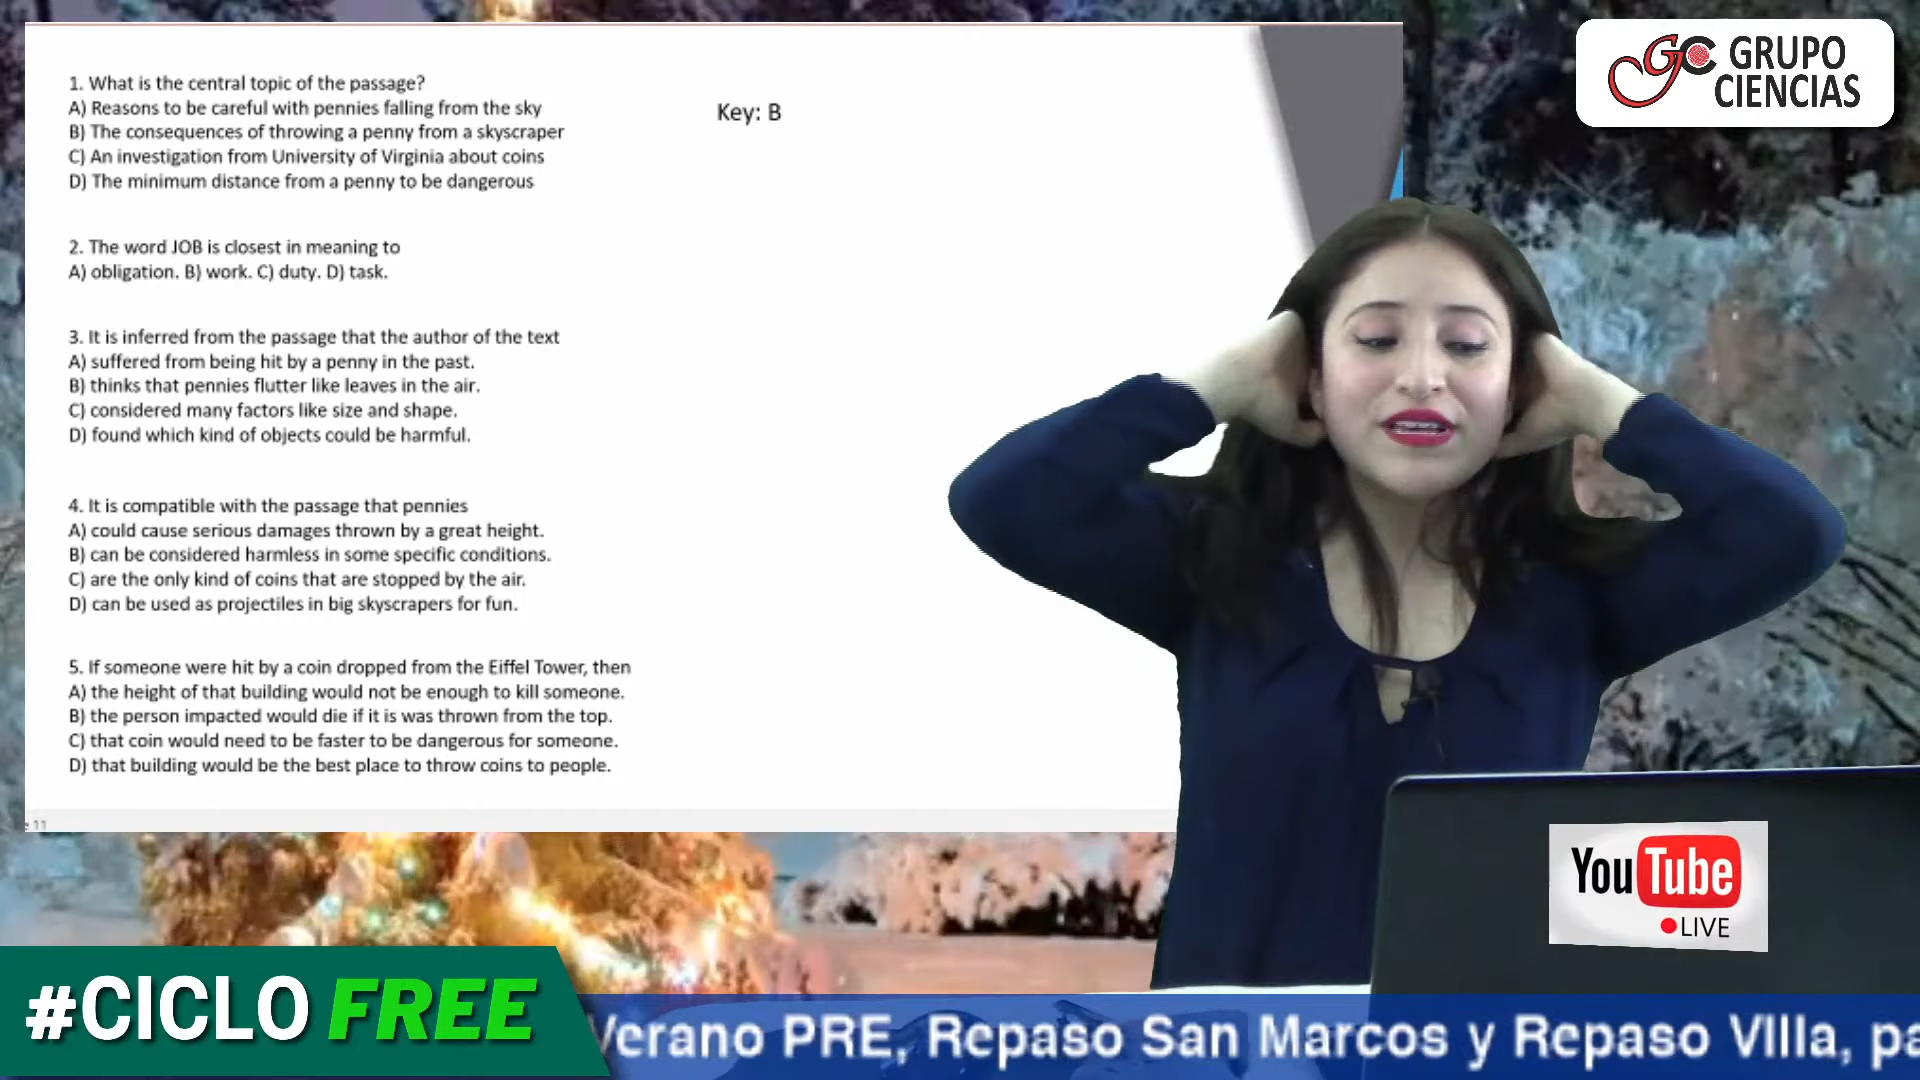 1. What is the central topic of the passage?
A) Reasons to be careful with pennies falling from the sky
B) The consequences of throwing a penny from a skyscraper
C) An investigation from University of Virginia about coins
D) The minimum distance from a penny to be dangerous
Key: B
2. The word JOB is closest in meaning to
A) obligation. B) work. C) duty. D) task.
3. It is inferred from the passage that the author of the text
A) suffered from being hit by a penny in the past.
B) thinks that pennies flutter like leaves in the air.
C) considered many factors like size and shape.
D) found which kind of objects could be harmful.
4. It is compatible with the passage that pennies
A) could cause serious damages thrown by a great height.
B) can be considered harmless in some specific conditions.
C) are the only kind of coins that are stopped by the air.
D) can be used as projectiles in big skyscrapers for fun.
5. If someone were hit by a coin dropped from the Eiffel Tower, then
A) the height of that building would not be enough to kill someone.
B) the person impacted would die if it is was thrown from the top.
C) that coin would need to be faster to be dangerous for someone.
D) that building would be the best place to throw coins to people.
e 11
GC GRUPO
CIENCIAS
YouTube
LIVE
#CICLO FREE
Verano PRE, Repaso San Marcos y Repaso VIlla, pa